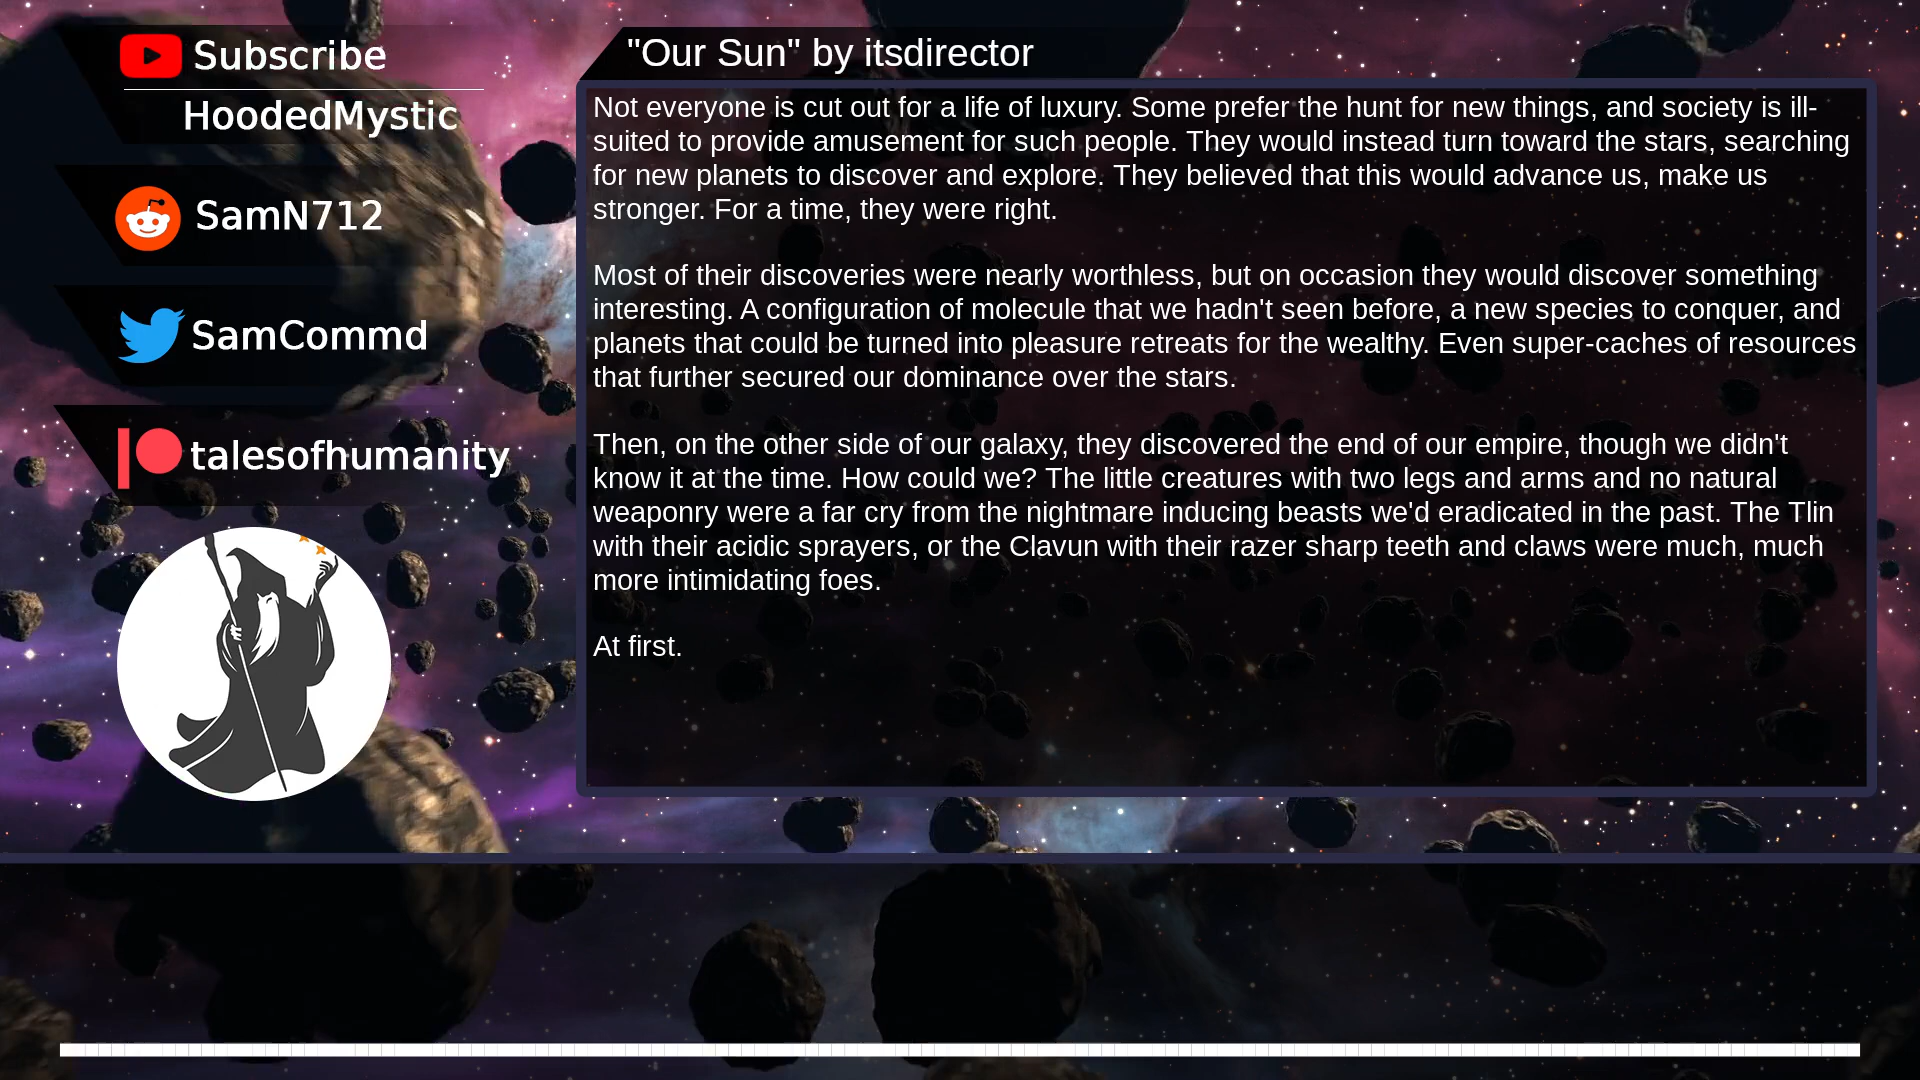 Subscribe
HoodedMystic
SamN712
SamCommd
talesofhumanity
"Our Sun" by itsdirector
Not everyone is cut out for a life of luxury. Some prefer the hunt for new things, and society is ill-
suited to provide amusement for such people. They would instead turn toward the stars, searching
for new planets to discover and explore. They believed that this would advance us, make us
stronger. For a time, they were right.
Most of their discoveries were nearly worthless, but on occasion they would discover something
interesting. A configuration of molecule that we hadn't seen before, a new species to conquer, and
planets that could be turned into pleasure retreats for the wealthy. Even super-caches of resources
that further secured our dominance over the stars.
Then, on the other side of our galaxy, they discovered the end of our empire, though we didn't
know it at the time. How could we? The little creatures with two legs and arms and no natural
weaponry were a far cry from the nightmare inducing beasts we'd eradicated in the past. The Tlin
with their acidic sprayers, or the Clavun with their razer sharp teeth and claws were much, much
more intimidating foes.
At first.